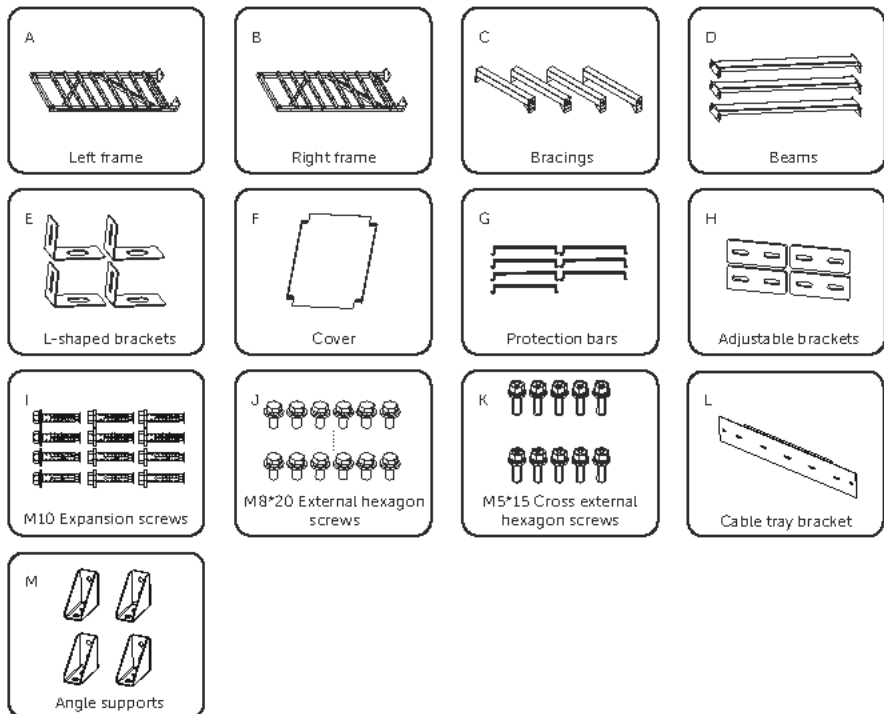 A
Left frame
B
Right frame
C
Bracings
D
Beams
E
L-shaped brackets
F
Cover
G
Protection bars
H
Adjustable brackets
I
M10 Expansion screws
J
M8*20 External hexagon
screws
K
M5*15 Cross external
hexagon screws
L
Cable tray bracket
M
Angle supports